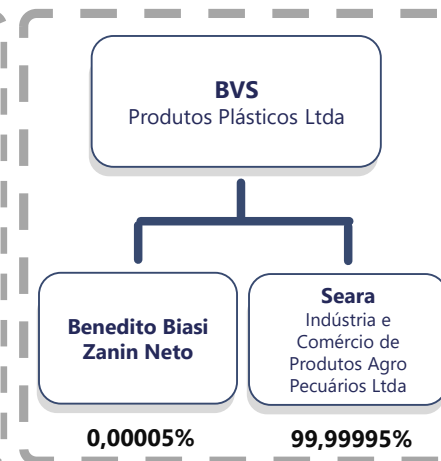 BVS
Produtos Plásticos Ltda
Benedito Biasi
Zanin Neto
Seara
Indústria e
Comércio de
Produtos Agro
Pecuários Ltda
0,00005%
99,99995%